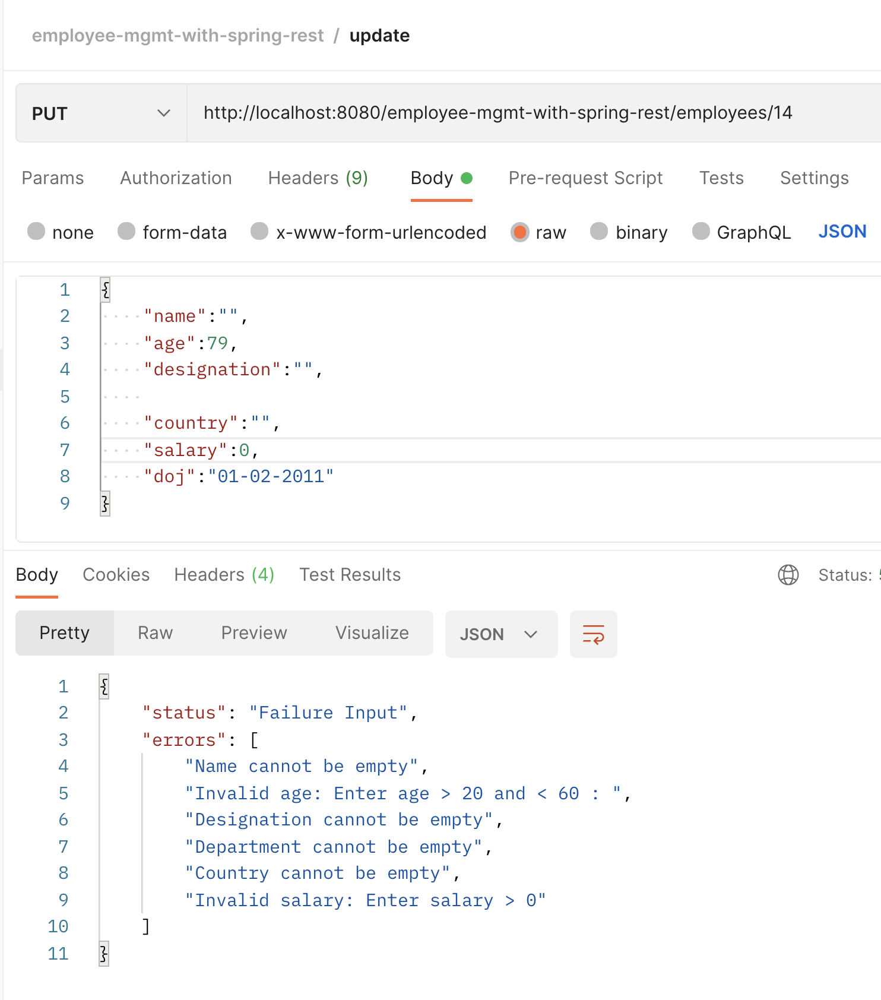 employee-mgmt-with-spring-rest / update
PUT http://localhost:8080/employee-mgmt-with-spring-rest/employees/14
Params Authorization Headers (9) Body Pre-request Script Tests Settings
none form-data x-www-form-urlencoded raw binary GraphQL JSON
1 {
2 "name":"",
3 "age":79,
4 "designation":"",
5
6 "country":"",
7 "salary":0,
8 "doj":"01-02-2011"
9 }
Body Cookies Headers (4) Test Results Status:
Pretty Raw Preview Visualize JSON
1 {
2 "status": "Failure Input",
3 "errors": [
4 "Name cannot be empty",
5 "Invalid age: Enter age > 20 and < 60 : ",
6 "Designation cannot be empty",
7 "Department cannot be empty",
8 "Country cannot be empty",
9 "Invalid salary: Enter salary > 0"
10 ]
11 }